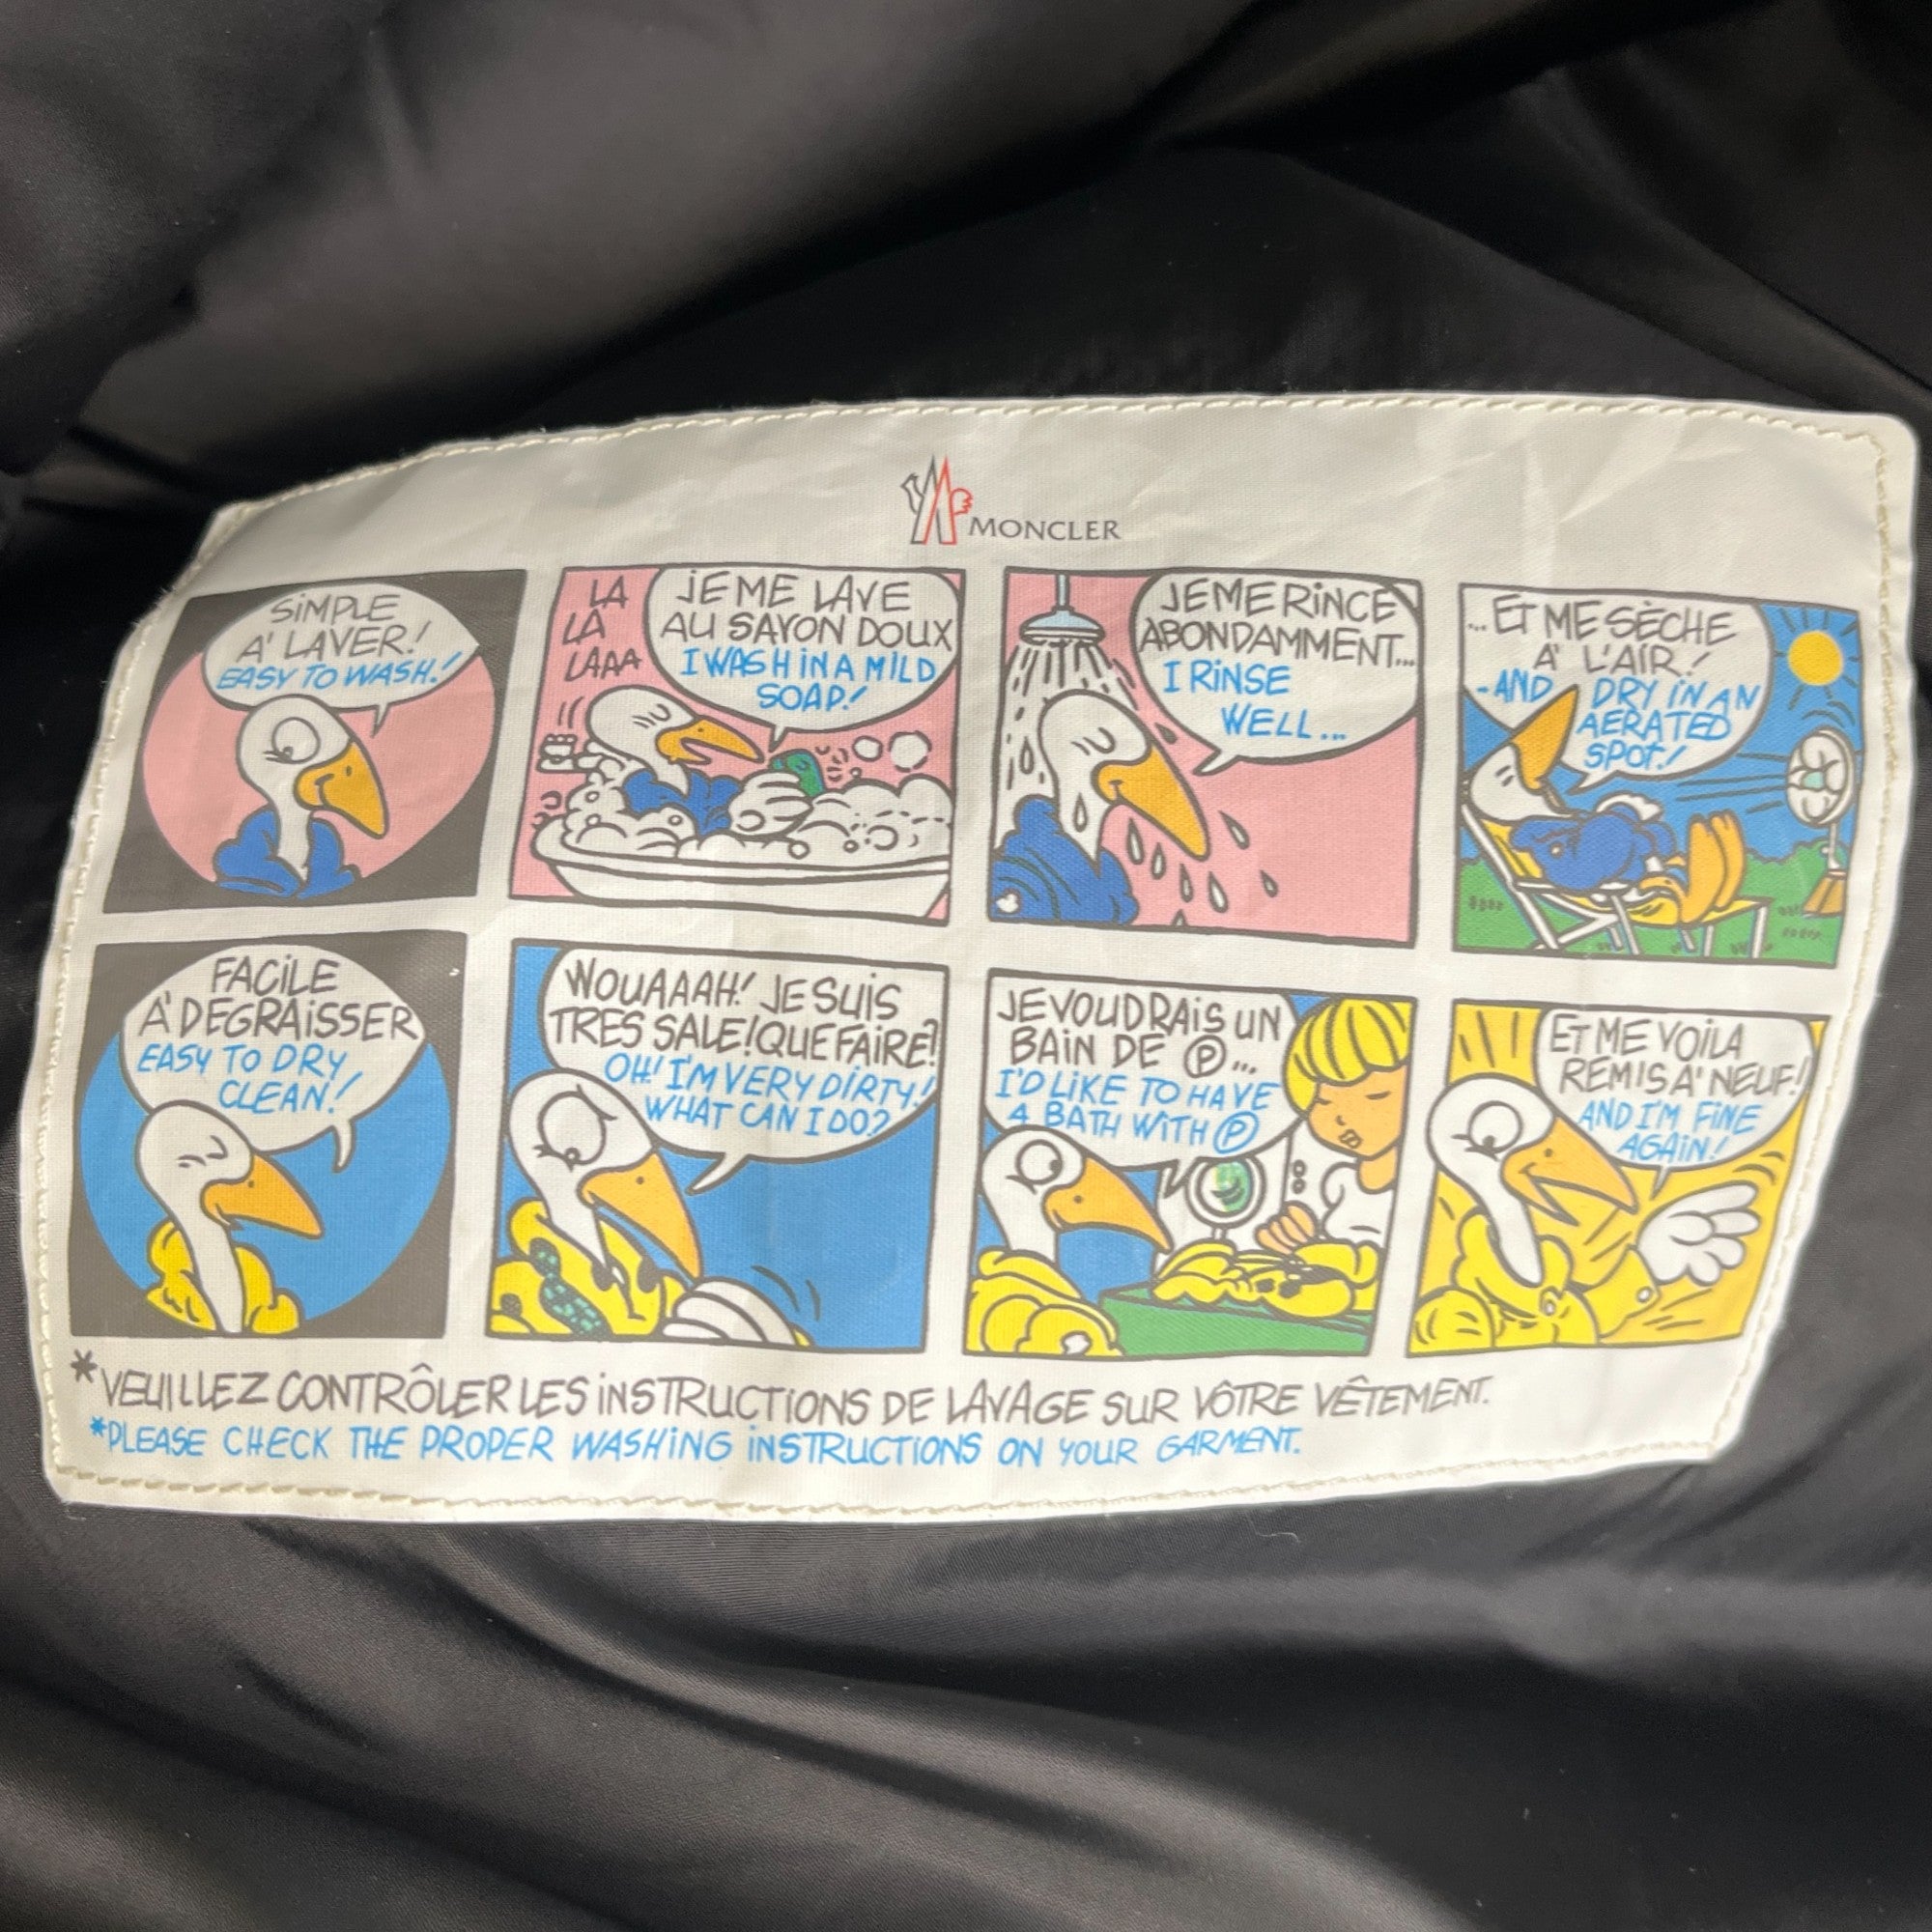 MONCLER
SiMPLE
A' LAVER!
EASY TO WASH!
LA
LA
LAAA
JE ME LAVE
AU SAVON DOUX
I WASH iN A MiLD
SOAP!
JE ME RiNCE
ABONDAMMENT...
I RiNSE
WELL...
...ET ME SÈCHE
A' L'AIR!
-AND DRY iN AN
AERATED
SPOT!
FACiLE
A' DEGRAiSSER
EASY TO DRY
CLEAN!
WOUAAAH! JE SUiS
TRES SALE! QUE FAiRE?
OH! I'M VERY DiRTY!
WHAT CAN I DO?
JE VOUDRAiS UN
BAiN DE Ⓟ...
I'D LiKE TO HAVE
A BATH WiTH Ⓟ
ET ME VOiLA
REMIS A' NEUF!
AND I'M FiNE
AGAiN!
*VEUILLEZ CONTRÔLER LES iNSTRUCTiONS DE LAVAGE SUR VÔTRE VÊTEMENT.
*PLEASE CHECK THE PROPER WASHING iNSTRUCTiONS ON YOUR GARMENT.